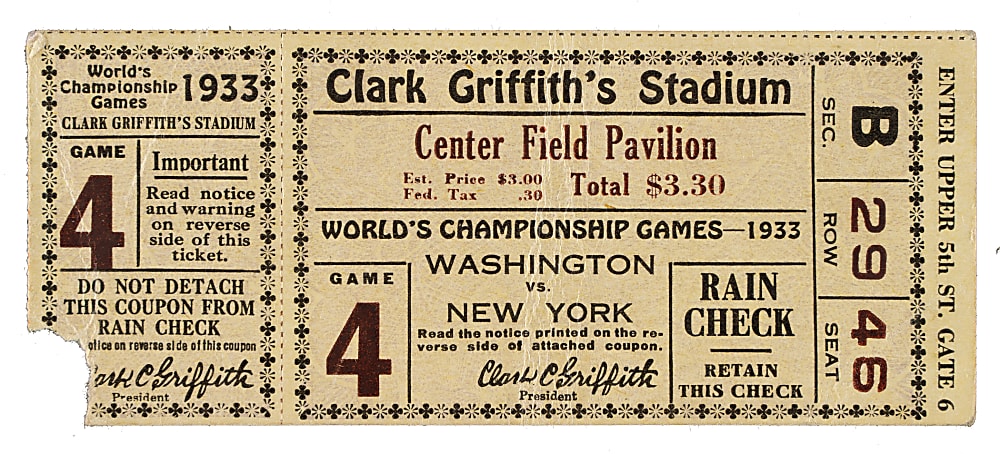 World's
Championship
Games
1933
CLARK GRIFFITH'S STADIUM
GAME
4
Important
Read notice
and warning
on reverse
side of this
ticket.
DO NOT DETACH
THIS COUPON FROM
RAIN CHECK
on reverse side of this coupon
C Griffith
President
Clark Griffith's Stadium
Center Field Pavilion
Est. Price $3.00
Fed. Tax .30
Total $3.30
WORLD'S CHAMPIONSHIP GAMES—1933
GAME
4
WASHINGTON
VS.
NEW YORK
Read the notice printed on the re-
verse side of attached coupon.
Clark C Griffith
President
RAIN
CHECK
RETAIN
THIS CHECK
SEC.
B
ROW
29
SEAT
46
ENTER UPPER 5th ST. GATE 6